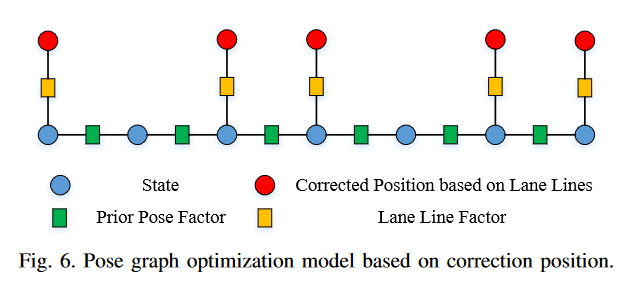 State
Corrected Position based on Lane Lines
Prior Pose Factor
Lane Line Factor
Fig. 6. Pose graph optimization model based on correction position.